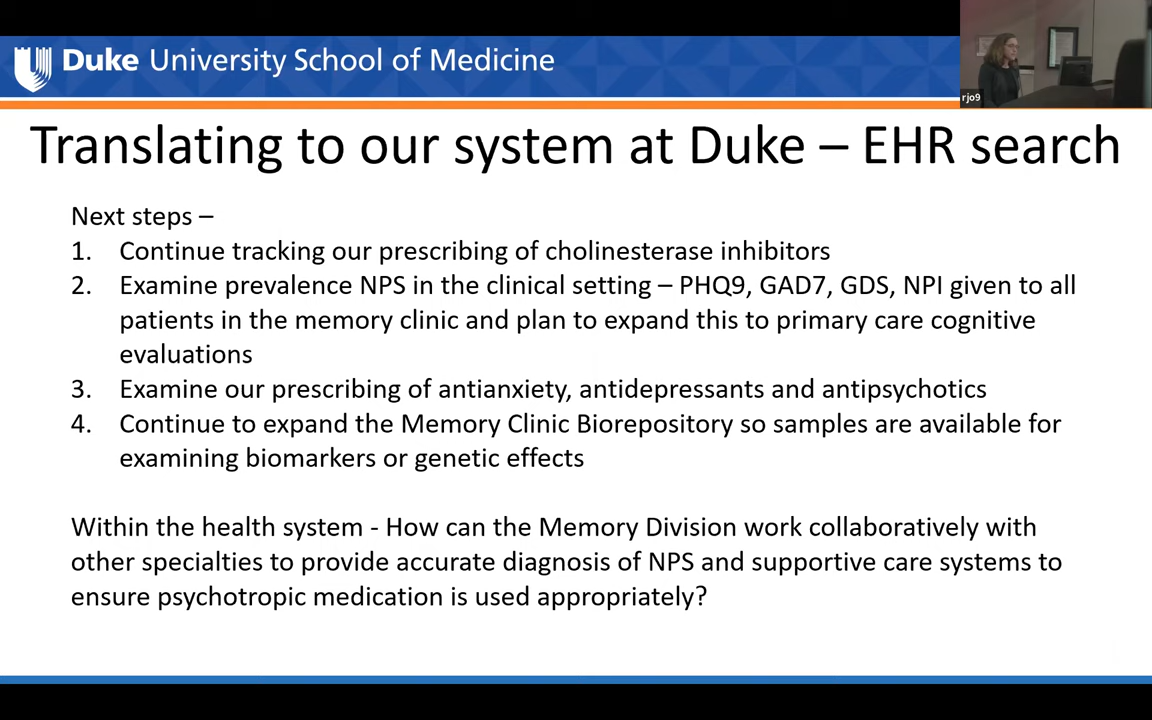 Duke University School of Medicine
rjo9
Translating to our system at Duke – EHR search
Next steps –
1. Continue tracking our prescribing of cholinesterase inhibitors
2. Examine prevalence NPS in the clinical setting – PHQ9, GAD7, GDS, NPI given to all
patients in the memory clinic and plan to expand this to primary care cognitive
evaluations
3. Examine our prescribing of antianxiety, antidepressants and antipsychotics
4. Continue to expand the Memory Clinic Biorepository so samples are available for
examining biomarkers or genetic effects
Within the health system - How can the Memory Division work collaboratively with
other specialties to provide accurate diagnosis of NPS and supportive care systems to
ensure psychotropic medication is used appropriately?